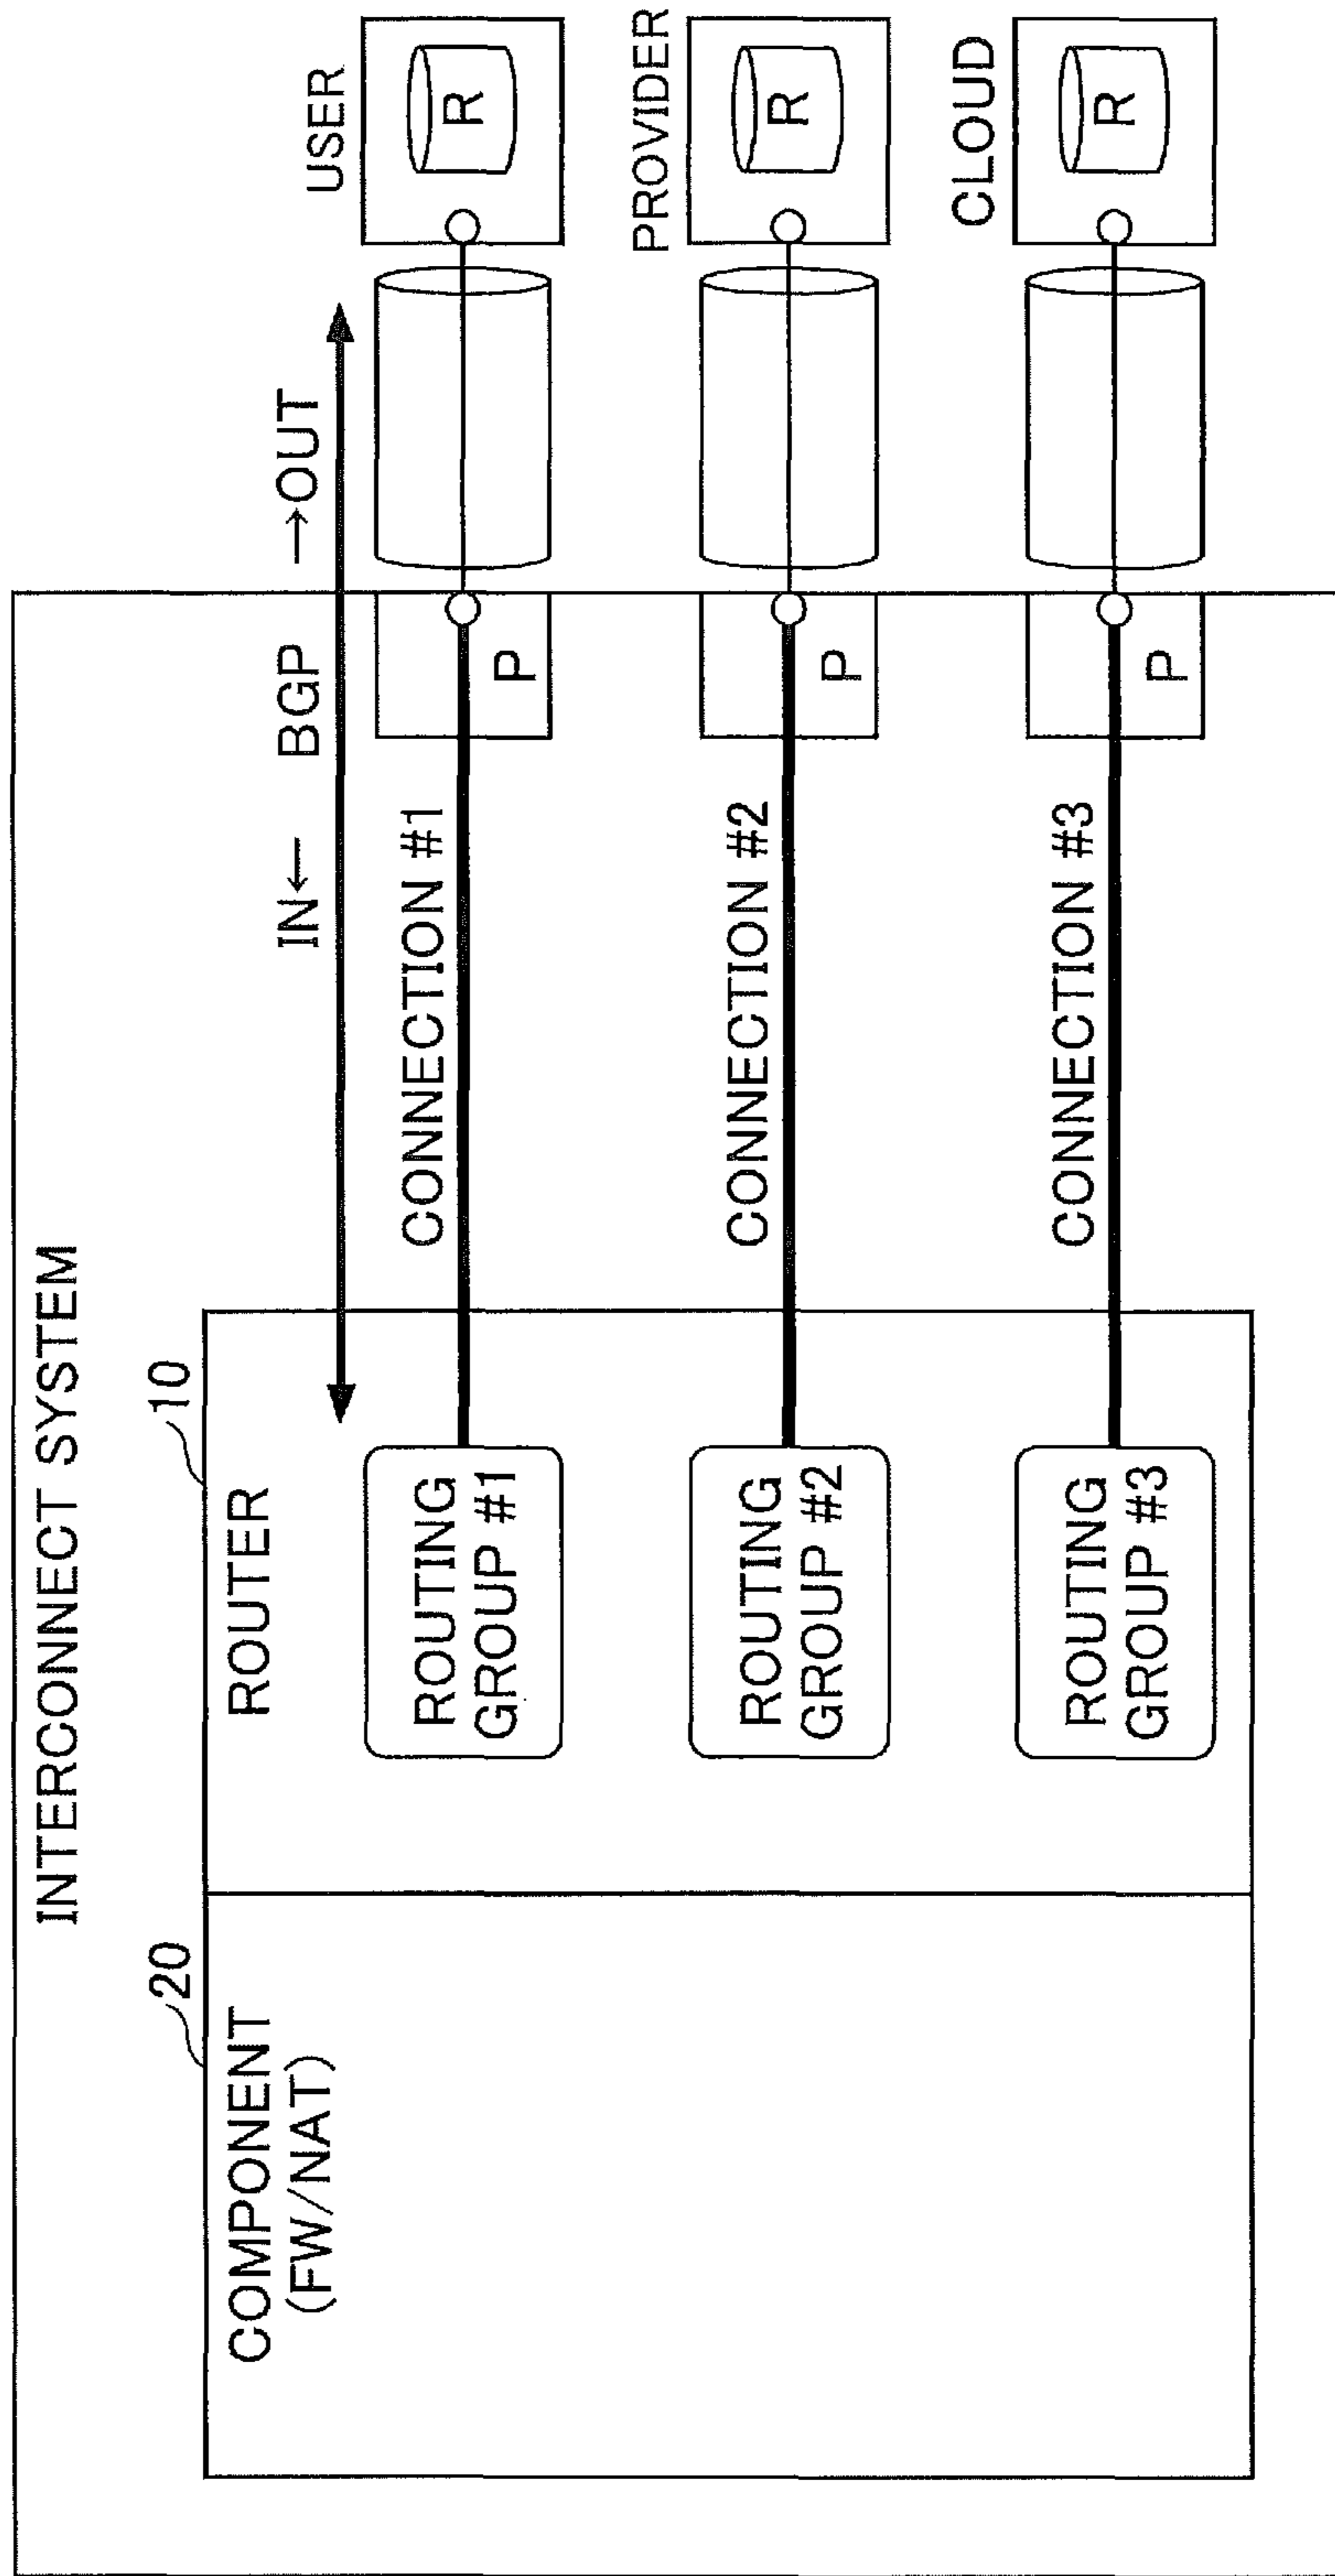 INTERCONNECT SYSTEM
20
10
COMPONENT
(FW/NAT)
ROUTER
IN← BGP →OUT
USER
ROUTING
GROUP #1
CONNECTION #1
P
R
PROVIDER
ROUTING
GROUP #2
CONNECTION #2
P
R
CLOUD
ROUTING
GROUP #3
CONNECTION #3
P
R